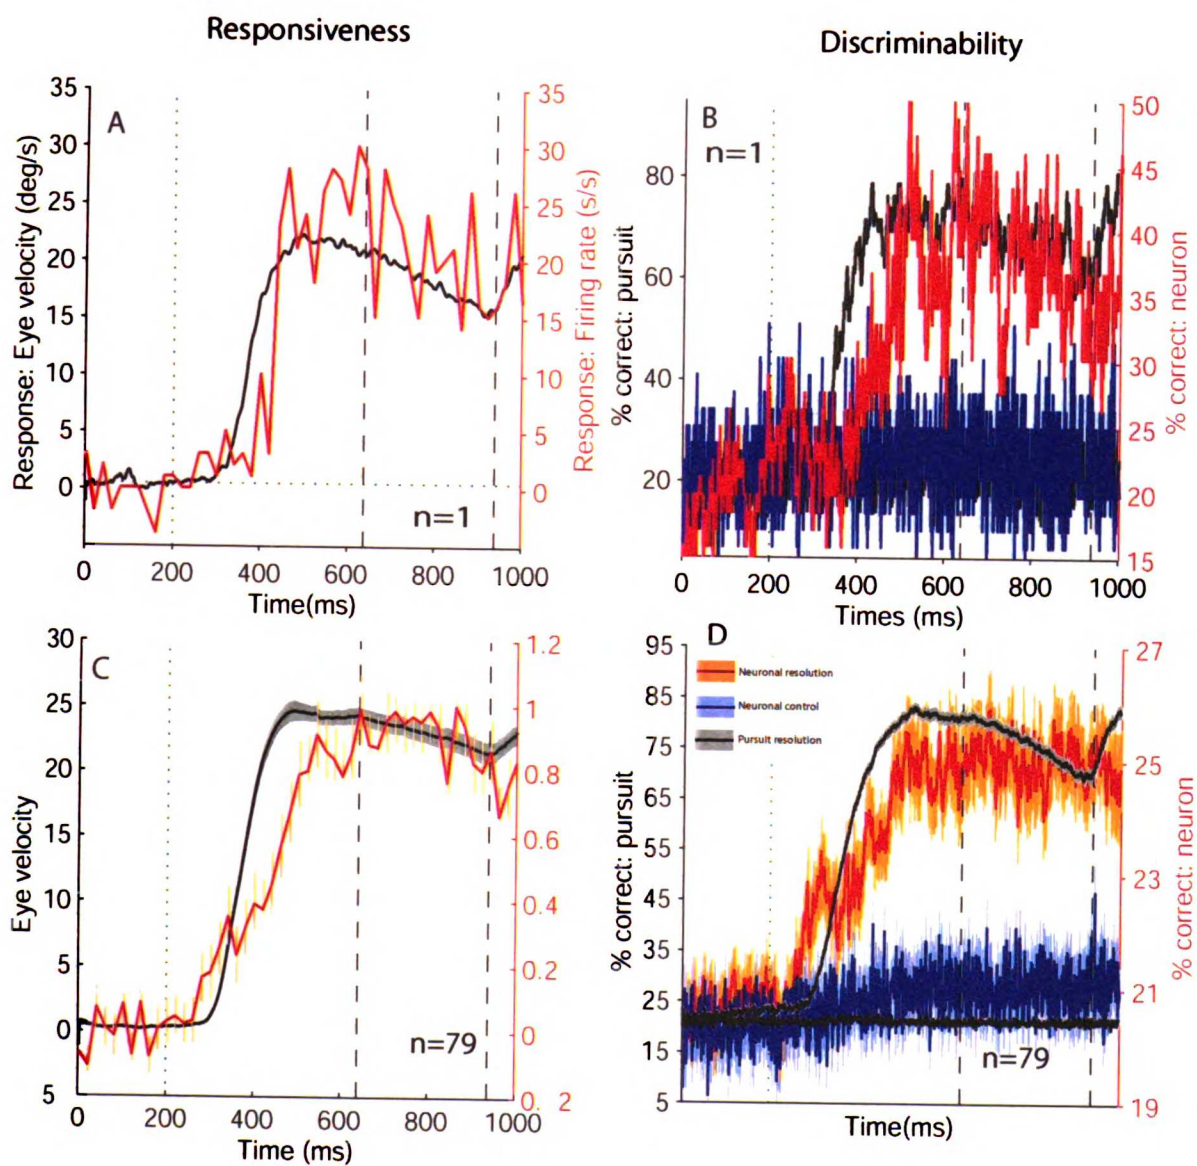 Responsiveness
Discriminability
A
Response: Eye velocity (deg/s)
35
30
25
20
15
10
5
0
35
30
25
20
15
10
5
0
Response: Firing rate (s/s)
n=1
0 200 400 600 800 1000
Time(ms)
B
n=1
% correct: pursuit
80
60
40
20
50
45
40
35
30
25
20
15
% correct: neuron
0 200 400 600 800 1000
Times (ms)
C
Eye velocity
30
25
20
15
10
5
0
5
1.2
1
0.8
0.6
0.4
0.2
0
0. 2
n=79
0 200 400 600 800 1000
Time (ms)
D
Neuronal resolution
Neuronal control
Pursuit resolution
% correct: pursuit
95
85
75
65
55
45
35
25
15
5
27
25
23
21
19
% correct: neuron
n=79
Time(ms)